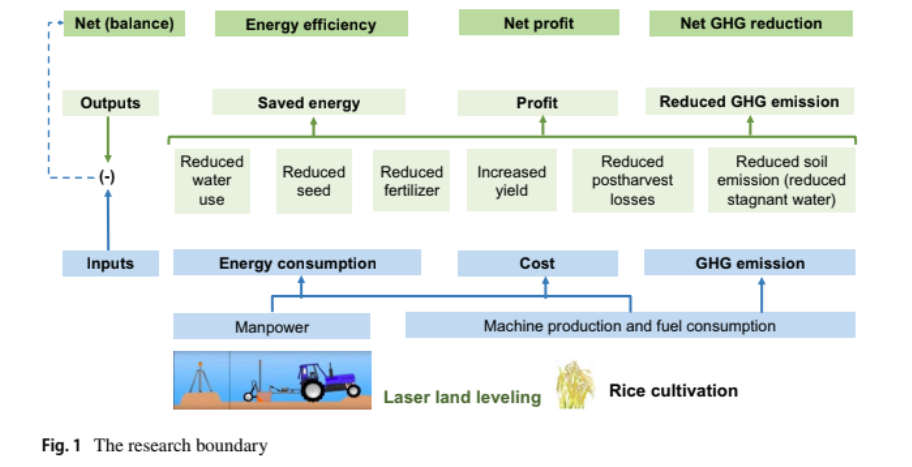 Net (balance) Energy efficiency Net profit Net GHG reduction
Outputs Saved energy Profit Reduced GHG emission
(-)
Reduced
water
use
Reduced
seed
Reduced
fertilizer
Increased
yield
Reduced
postharvest
losses
Reduced soil
emission (reduced
stagnant water)
Inputs Energy consumption Cost GHG emission
Manpower Machine production and fuel consumption
Laser land leveling Rice cultivation
Fig. 1 The research boundary